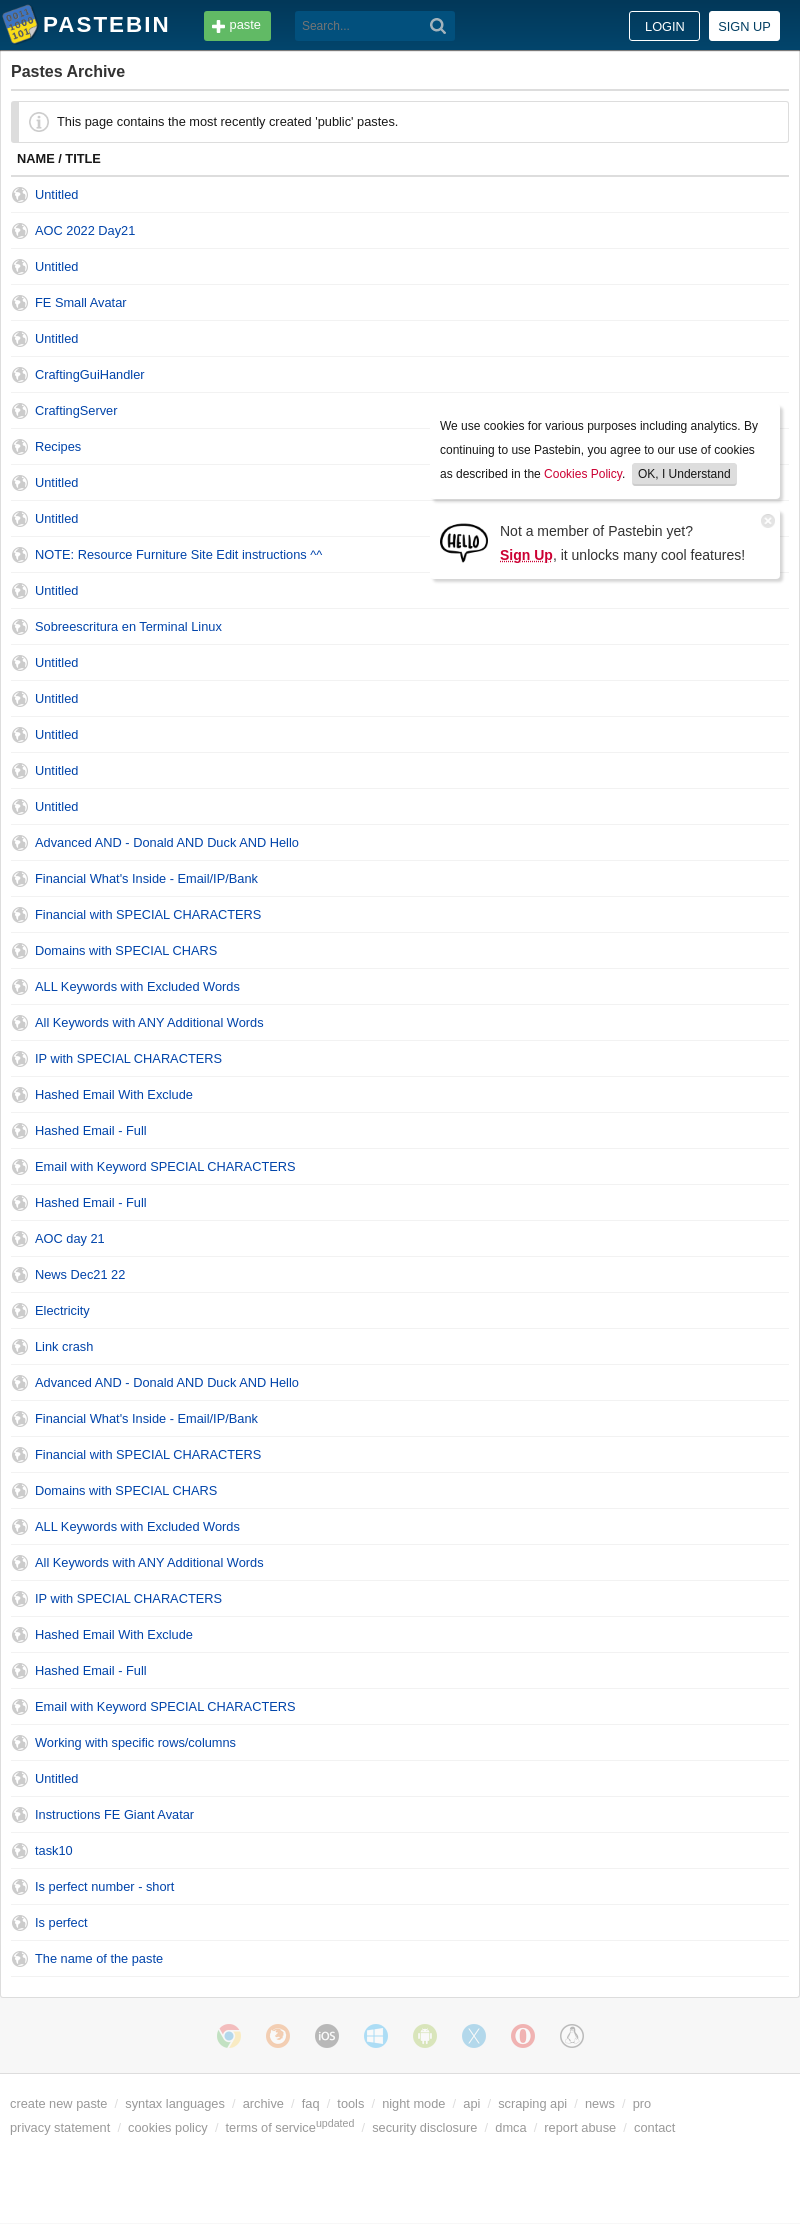 PASTEBIN
paste
Search...
LOGIN
SIGN UP
Pastes Archive
This page contains the most recently created 'public' pastes.
NAME / TITLE
Untitled
AOC 2022 Day21
Untitled
FE Small Avatar
Untitled
CraftingGuiHandler
CraftingServer
Recipes
Untitled
Untitled
NOTE: Resource Furniture Site Edit instructions ^^
We use cookies for various purposes including analytics. By
continuing to use Pastebin, you agree to our use of cookies
as described in the Cookies Policy. OK, I Understand
HELLO
Not a member of Pastebin yet?
Sign Up, it unlocks many cool features!
Untitled
Sobreescritura en Terminal Linux
Untitled
Untitled
Untitled
Untitled
Untitled
Advanced AND - Donald AND Duck AND Hello
Financial What's Inside - Email/IP/Bank
Financial with SPECIAL CHARACTERS
Domains with SPECIAL CHARS
ALL Keywords with Excluded Words
All Keywords with ANY Additional Words
IP with SPECIAL CHARACTERS
Hashed Email With Exclude
Hashed Email - Full
Email with Keyword SPECIAL CHARACTERS
Hashed Email - Full
AOC day 21
News Dec21 22
Electricity
Link crash
Advanced AND - Donald AND Duck AND Hello
Financial What's Inside - Email/IP/Bank
Financial with SPECIAL CHARACTERS
Domains with SPECIAL CHARS
ALL Keywords with Excluded Words
All Keywords with ANY Additional Words
IP with SPECIAL CHARACTERS
Hashed Email With Exclude
Hashed Email - Full
Email with Keyword SPECIAL CHARACTERS
Working with specific rows/columns
Untitled
Instructions FE Giant Avatar
task10
Is perfect number - short
Is perfect
The name of the paste
iOS
create new paste / syntax languages / archive / faq / tools / night mode / api / scraping api / news / pro
privacy statement / cookies policy / terms of service updated / security disclosure / dmca / report abuse / contact